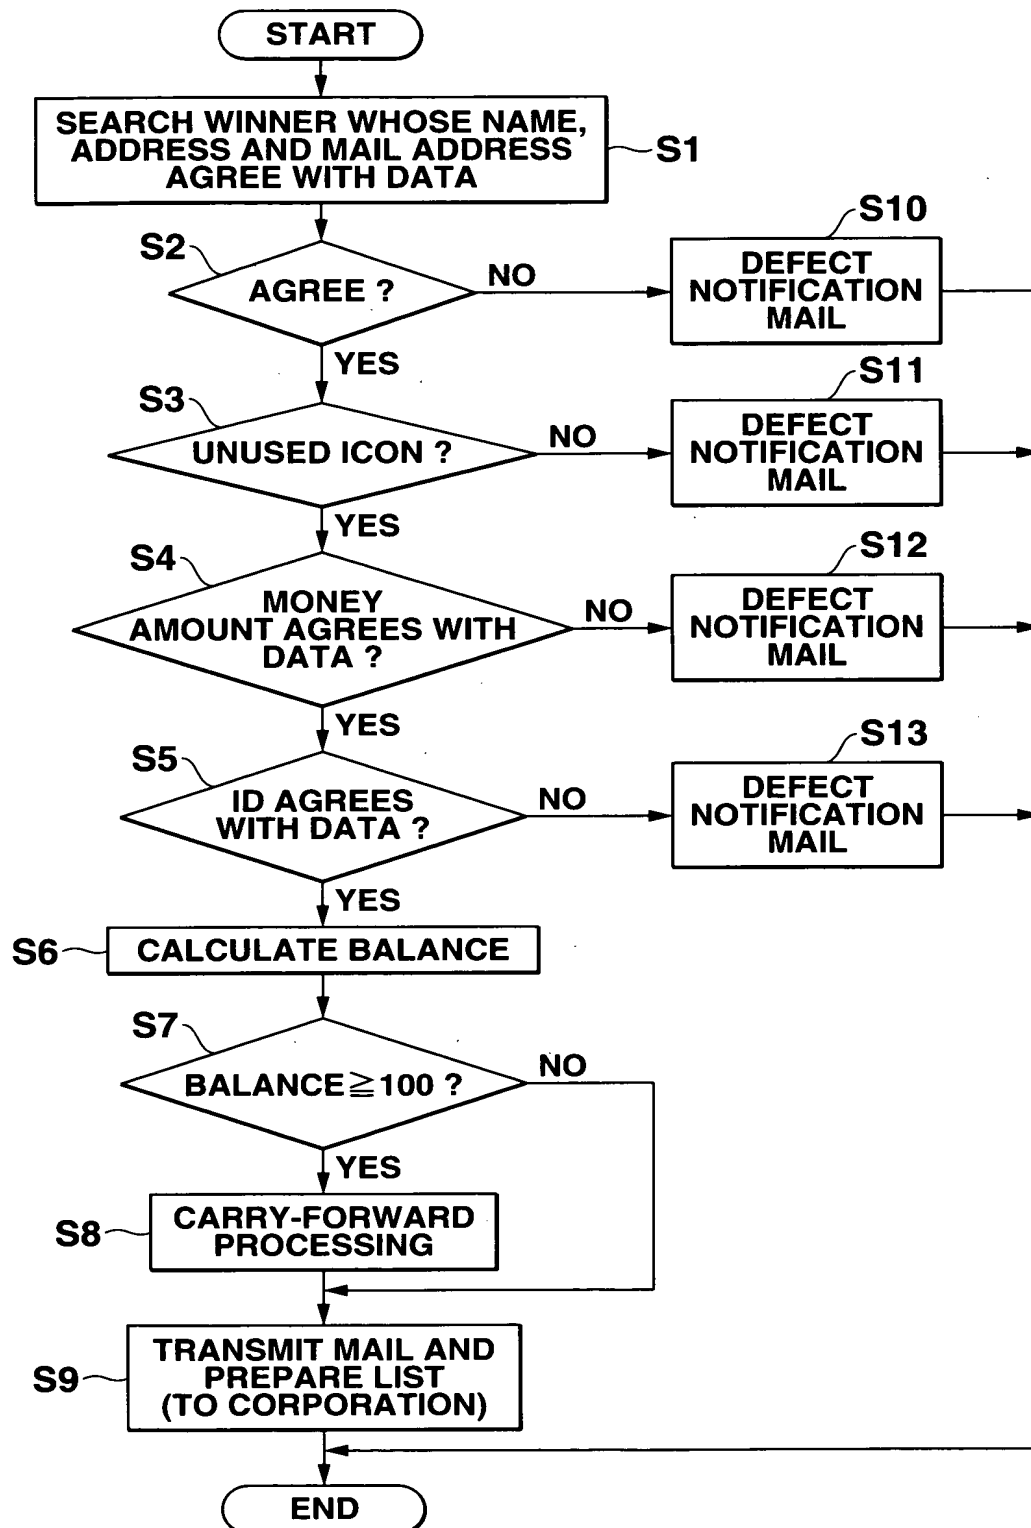 START
SEARCH WINNER WHOSE NAME,
ADDRESS AND MAIL ADDRESS
AGREE WITH DATA
S1
S2
AGREE ?
NO
S10
DEFECT
NOTIFICATION
MAIL
YES
S3
UNUSED ICON ?
NO
S11
DEFECT
NOTIFICATION
MAIL
YES
S4
MONEY
AMOUNT AGREES WITH
DATA ?
NO
S12
DEFECT
NOTIFICATION
MAIL
YES
S5
ID AGREES
WITH DATA ?
NO
S13
DEFECT
NOTIFICATION
MAIL
YES
S6
CALCULATE BALANCE
S7
BALANCE≧100 ?
NO
YES
S8
CARRY-FORWARD
PROCESSING
S9
TRANSMIT MAIL AND
PREPARE LIST
(TO CORPORATION)
END